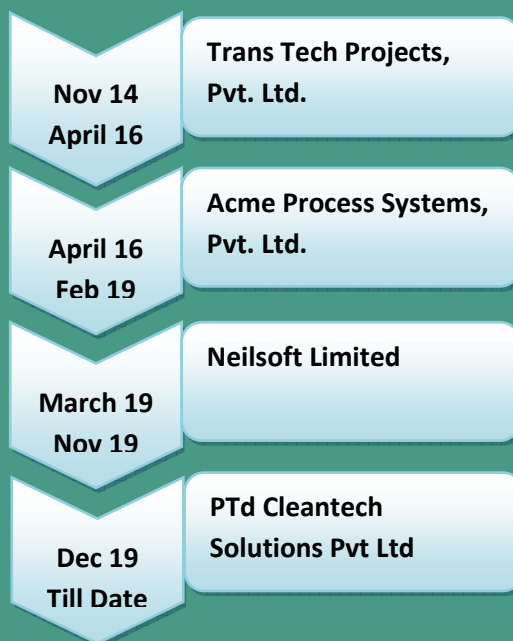 Nov 14
April 16
Trans Tech Projects,
Pvt. Ltd.
April 16
Feb 19
Acme Process Systems,
Pvt. Ltd.
March 19
Nov 19
Neilsoft Limited
Dec 19
Till Date
PTd Cleantech
Solutions Pvt Ltd